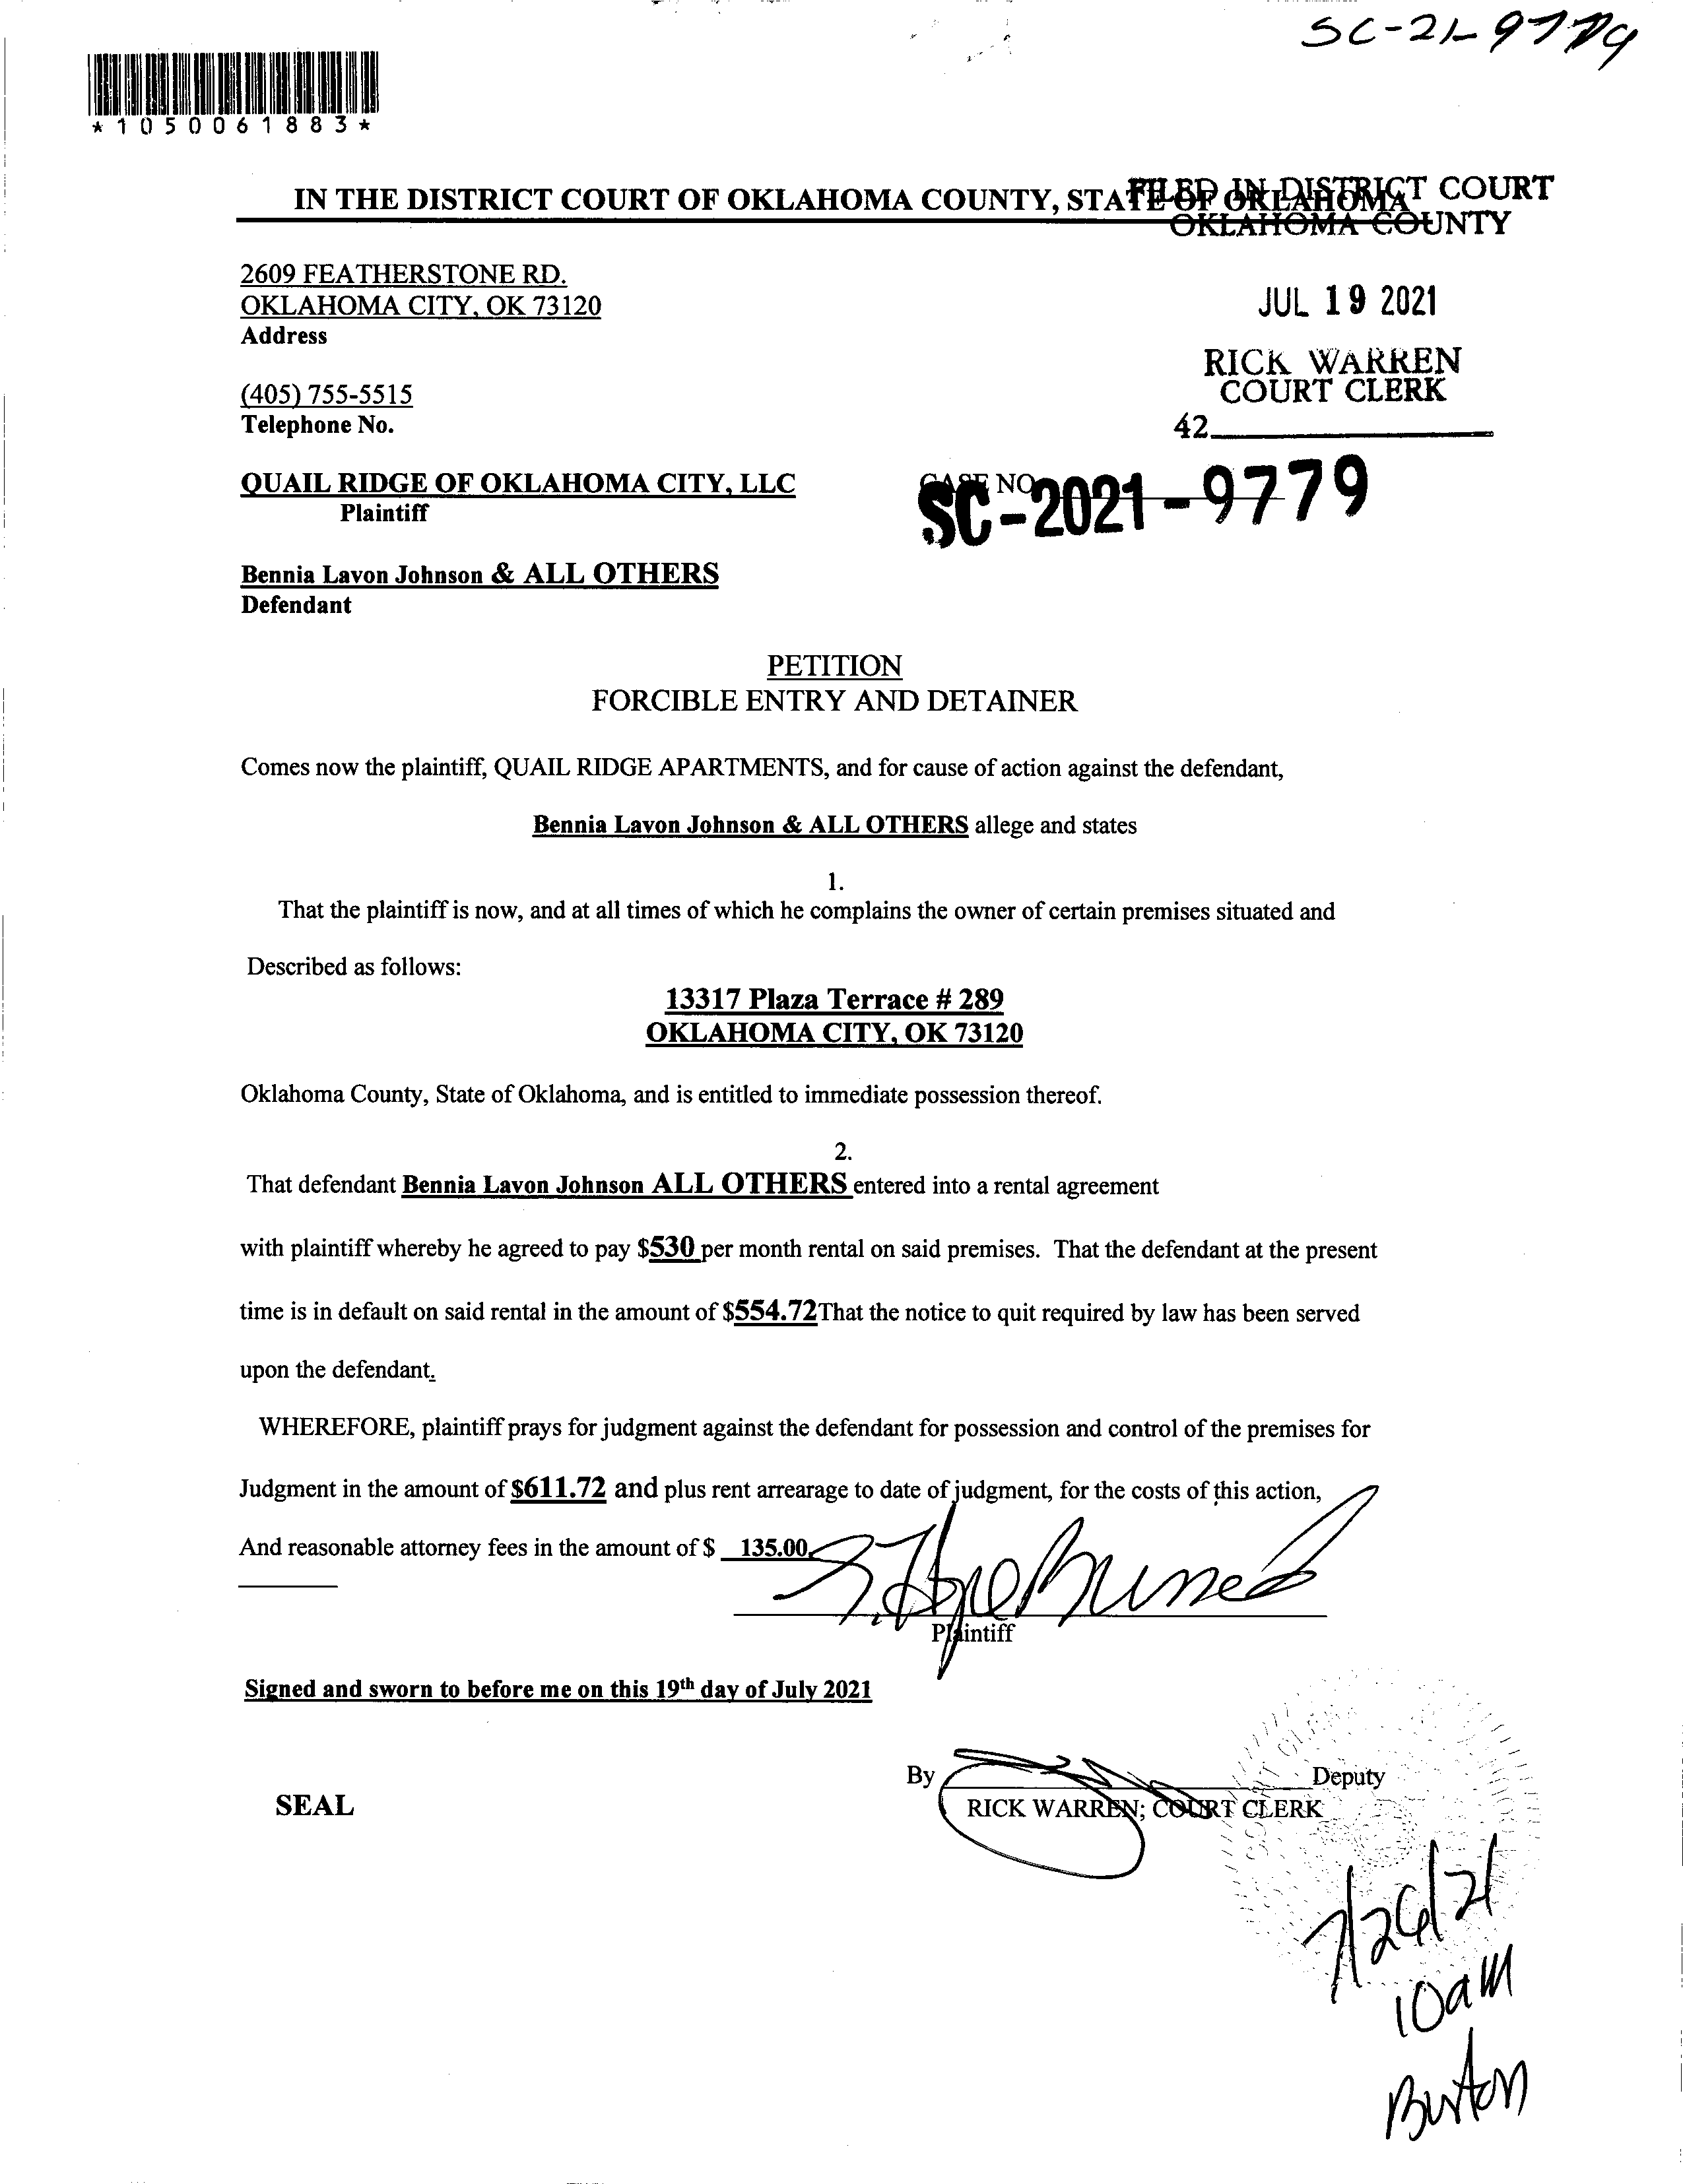 SC-21-9779
*1050061883*
IN THE DISTRICT COURT OF OKLAHOMA COUNTY, STATE OF OKLAHOMA
FILED IN DISTRICT COURT
OKLAHOMA COUNTY
2609 FEATHERSTONE RD.
OKLAHOMA CITY, OK 73120
Address
JUL 19 2021
RICK WARREN
COURT CLERK
(405) 755-5515
Telephone No.
42
QUAIL RIDGE OF OKLAHOMA CITY, LLC
Plaintiff
CASE NO
SC-2021-9779
Bennia Lavon Johnson & ALL OTHERS
Defendant
PETITION
FORCIBLE ENTRY AND DETAINER
Comes now the plaintiff, QUAIL RIDGE APARTMENTS, and for cause of action against the defendant,
Bennia Lavon Johnson & ALL OTHERS allege and states
1.
That the plaintiff is now, and at all times of which he complains the owner of certain premises situated and
Described as follows:
13317 Plaza Terrace # 289
OKLAHOMA CITY, OK 73120
Oklahoma County, State of Oklahoma, and is entitled to immediate possession thereof.
2.
That defendant Bennia Lavon Johnson ALL OTHERS entered into a rental agreement
with plaintiff whereby he agreed to pay $530 per month rental on said premises. That the defendant at the present
time is in default on said rental in the amount of $554.72That the notice to quit required by law has been served
upon the defendant.
WHEREFORE, plaintiff prays for judgment against the defendant for possession and control of the premises for
Judgment in the amount of $611.72 and plus rent arrearage to date of judgment, for the costs of this action,
And reasonable attorney fees in the amount of $ 135.00
Plaintiff
Signed and sworn to before me on this 19th day of July 2021
By Deputy
SEAL
RICK WARREN; COURT CLERK
7/26/21
10am
Burton